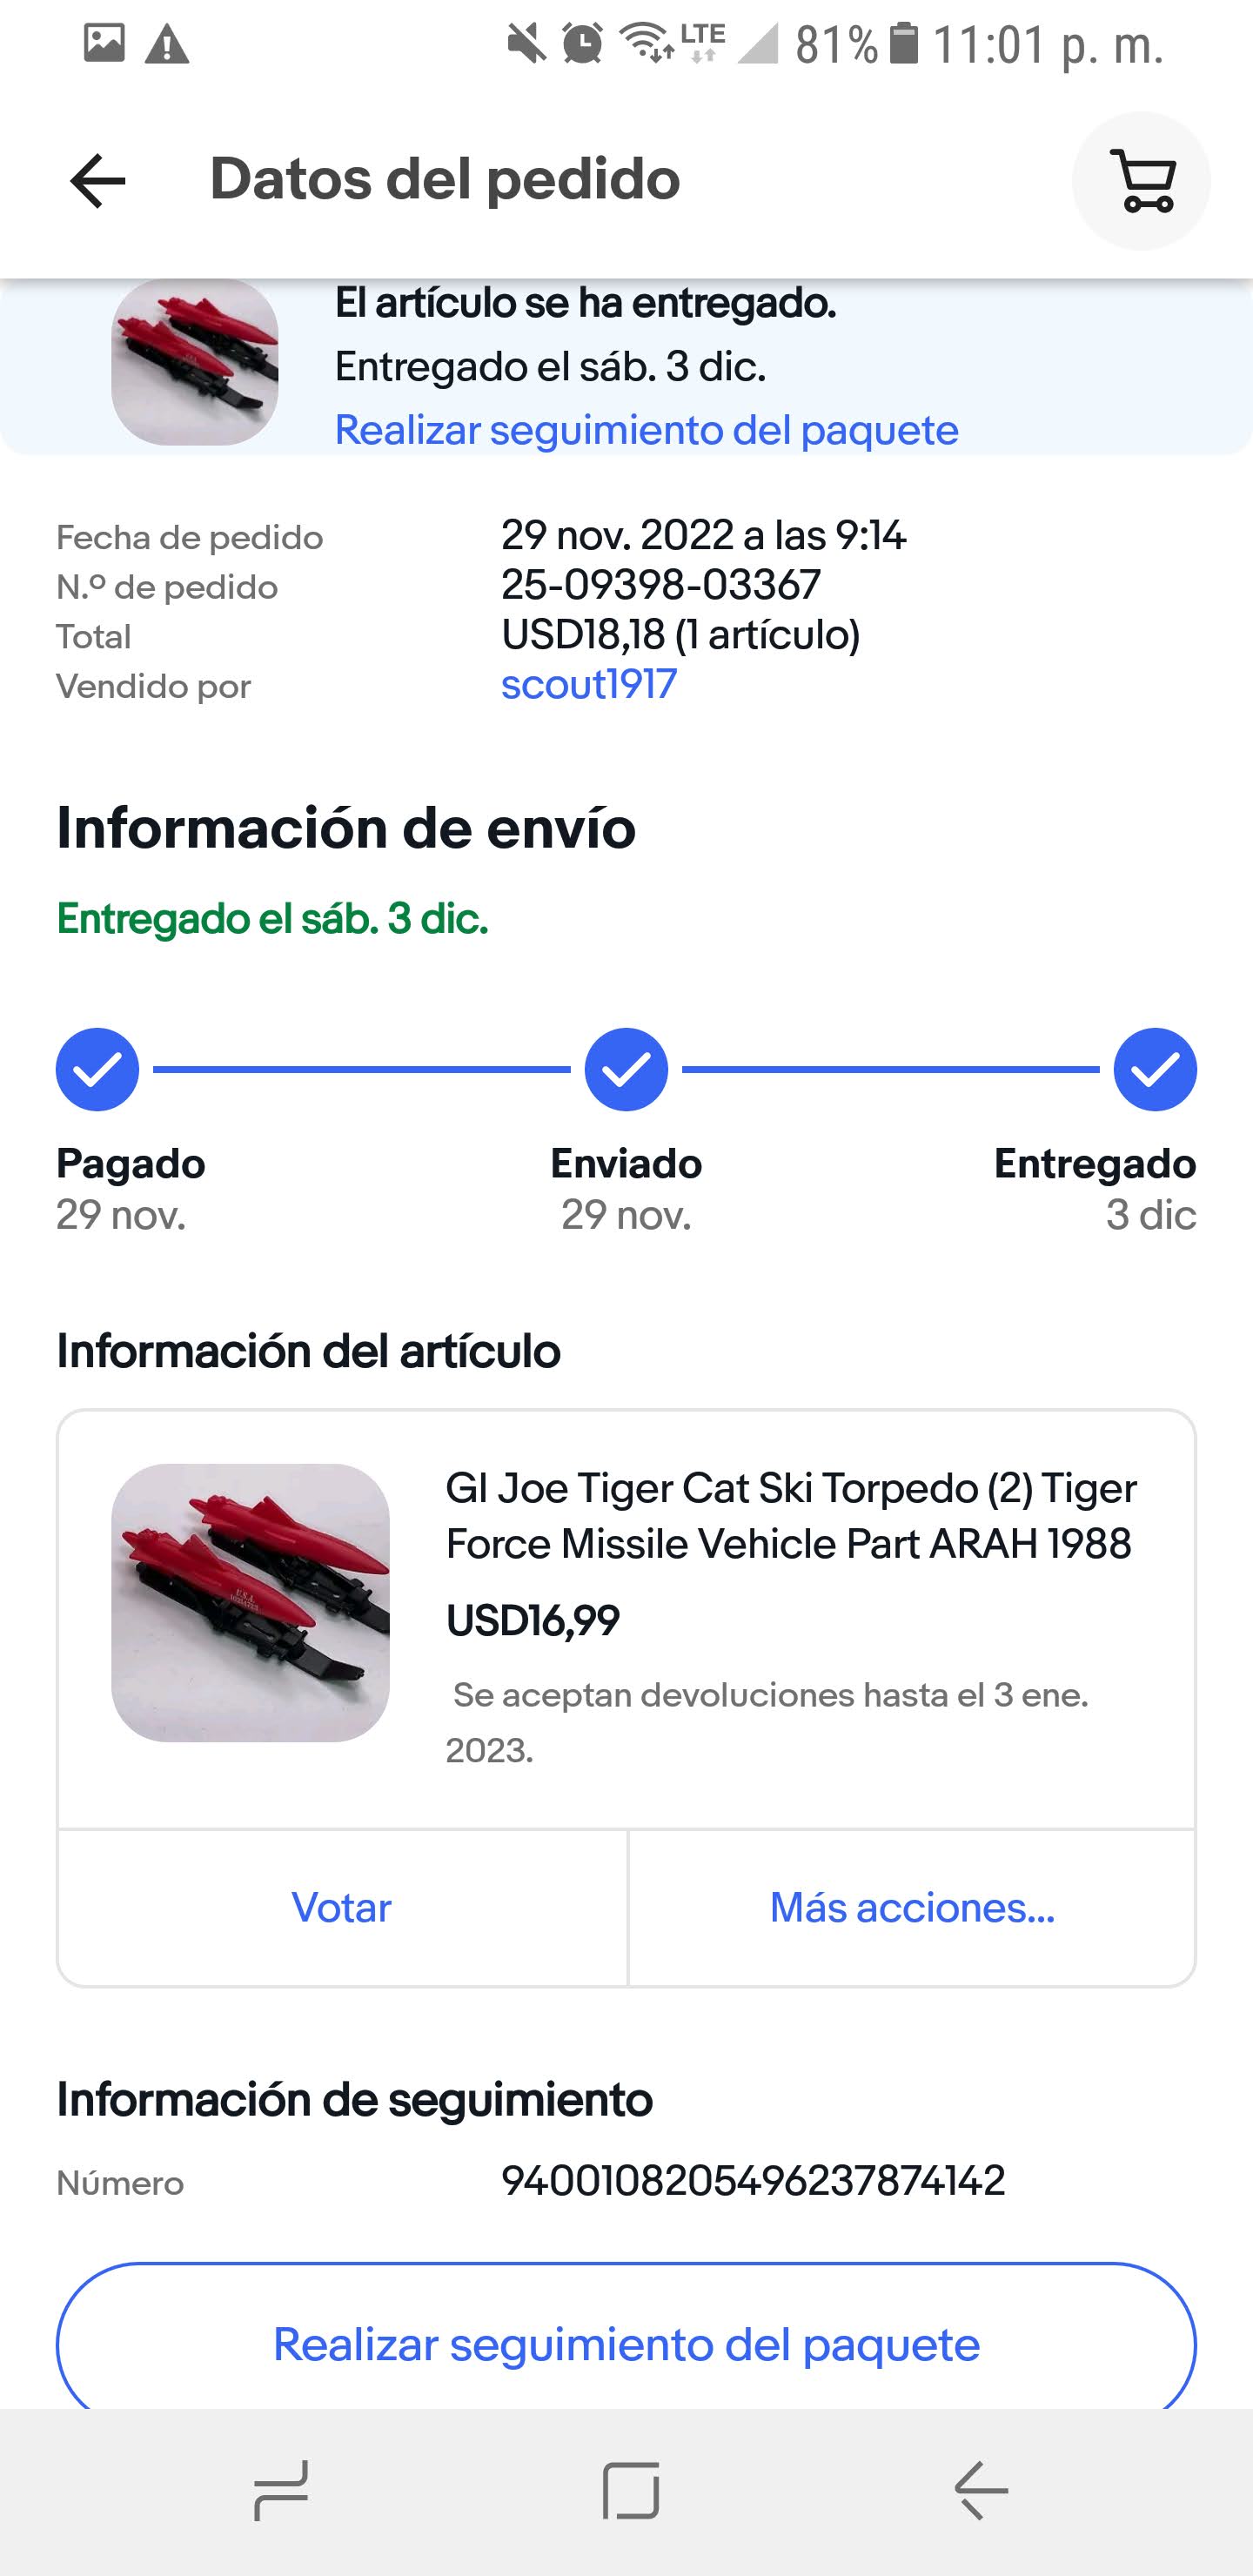 LTE 81% 11:01 p. m.
Datos del pedido
El artículo se ha entregado.
Entregado el sáb. 3 dic.
Realizar seguimiento del paquete
Fecha de pedido 29 nov. 2022 a las 9:14
N.º de pedido 25-09398-03367
Total USD18,18 (1 artículo)
Vendido por scout1917
Información de envío
Entregado el sáb. 3 dic.
Pagado Enviado Entregado
29 nov. 29 nov. 3 dic
Información del artículo
GI Joe Tiger Cat Ski Torpedo (2) Tiger
Force Missile Vehicle Part ARAH 1988
USD16,99
Se aceptan devoluciones hasta el 3 ene.
2023.
Votar Más acciones...
Información de seguimiento
Número 9400108205496237874142
Realizar seguimiento del paquete